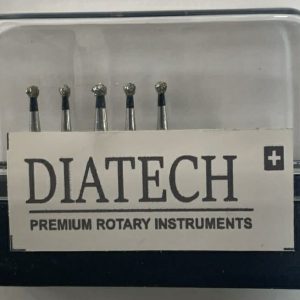 DIATECH
PREMIUM ROTARY INSTRUMENTS